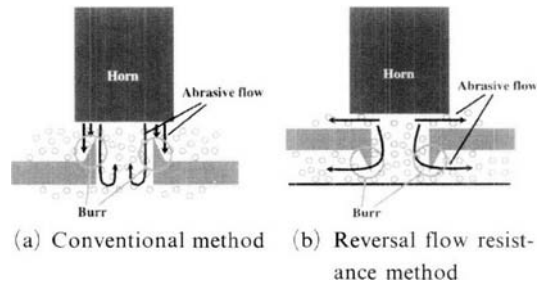 Horn
Abrasive flow
Burr
(a) Conventional method
Horn
Abrasive flow
Burr
(b) Reversal flow resist-
ance method